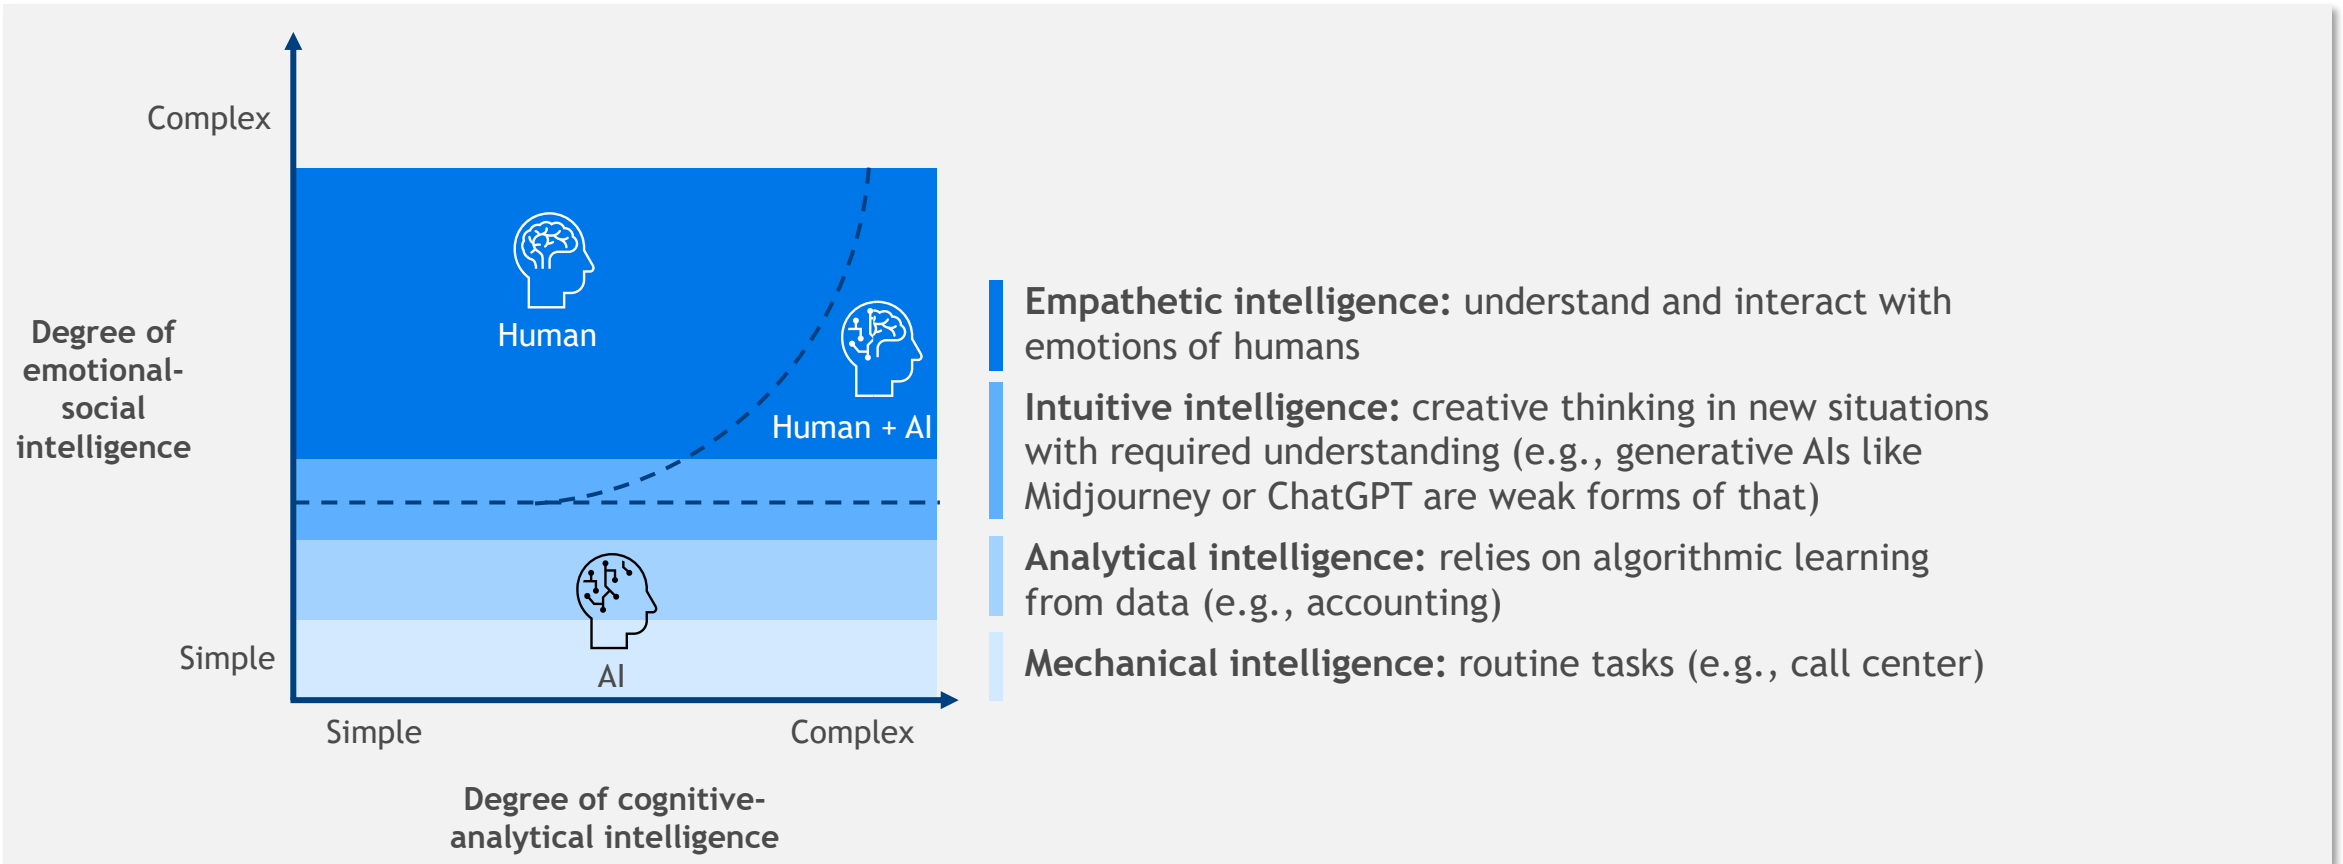 Complex
Degree of
emotional-
social
intelligence
Simple
Human
Human + AI
AI
Simple
Complex
Degree of cognitive-
analytical intelligence
Empathetic intelligence: understand and interact with
emotions of humans
Intuitive intelligence: creative thinking in new situations
with required understanding (e.g., generative AIs like
Midjourney or ChatGPT are weak forms of that)
Analytical intelligence: relies on algorithmic learning
from data (e.g., accounting)
Mechanical intelligence: routine tasks (e.g., call center)